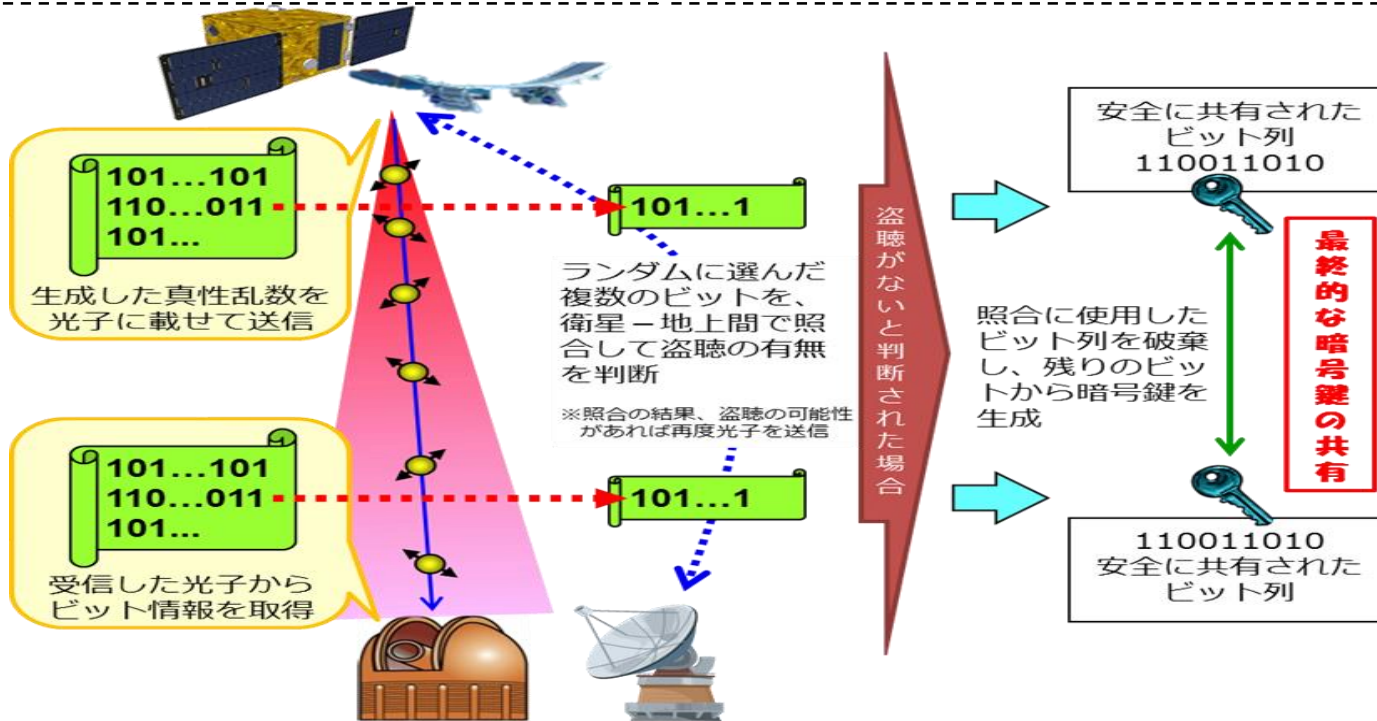 101...101
110...011
101...
生成した真性乱数を
光子に載せて送信
101...1
ランダムに選んだ
複数のビットを、
衛星－地上間で照
合して盗聴の有無
を判断
※照合の結果、盗聴の可能性
があれば再度光子を送信
101...101
110...011
101...
受信した光子から
ビット情報を取得
101...1
盗聴がないと判断された場合
安全に共有された
ビット列
110011010
照合に使用した
ビット列を破棄
し、残りのビッ
トから暗号鍵を
生成
最終的な暗号鍵の共有
110011010
安全に共有された
ビット列